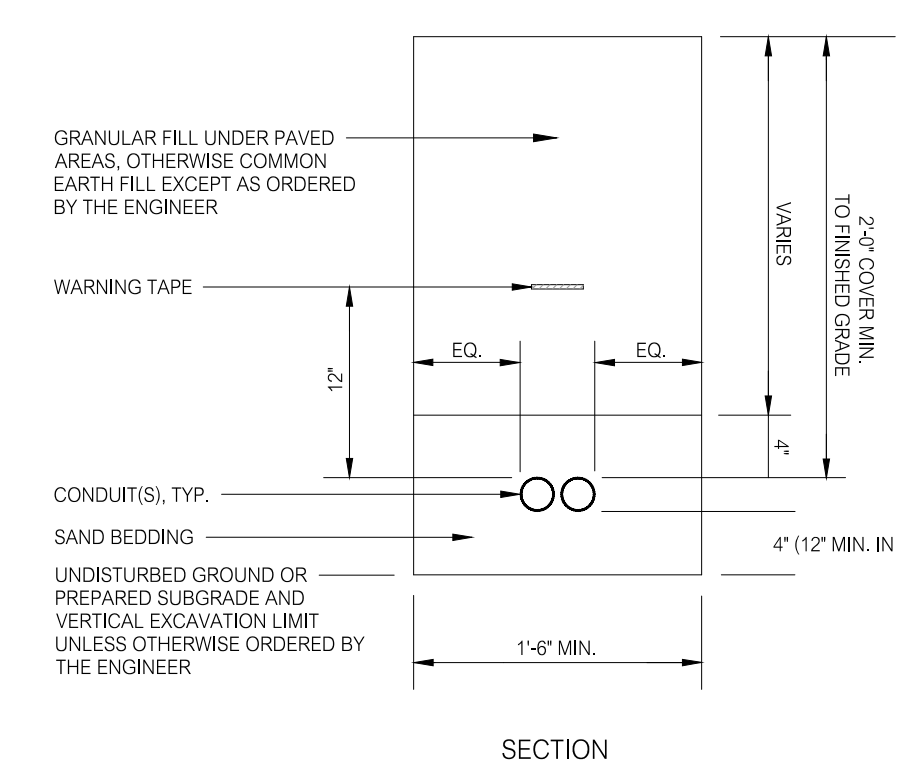 GRANULAR FILL UNDER PAVED
AREAS, OTHERWISE COMMON
EARTH FILL EXCEPT AS ORDERED
BY THE ENGINEER
WARNING TAPE
12"
EQ.
EQ.
VARIES
2'-0" COVER MIN.
TO FINISHED GRADE
4"
CONDUIT(S), TYP.
SAND BEDDING
4" (12" MIN. IN
UNDISTURBED GROUND OR
PREPARED SUBGRADE AND
VERTICAL EXCAVATION LIMIT
UNLESS OTHERWISE ORDERED BY
THE ENGINEER
1'-6" MIN.
SECTION